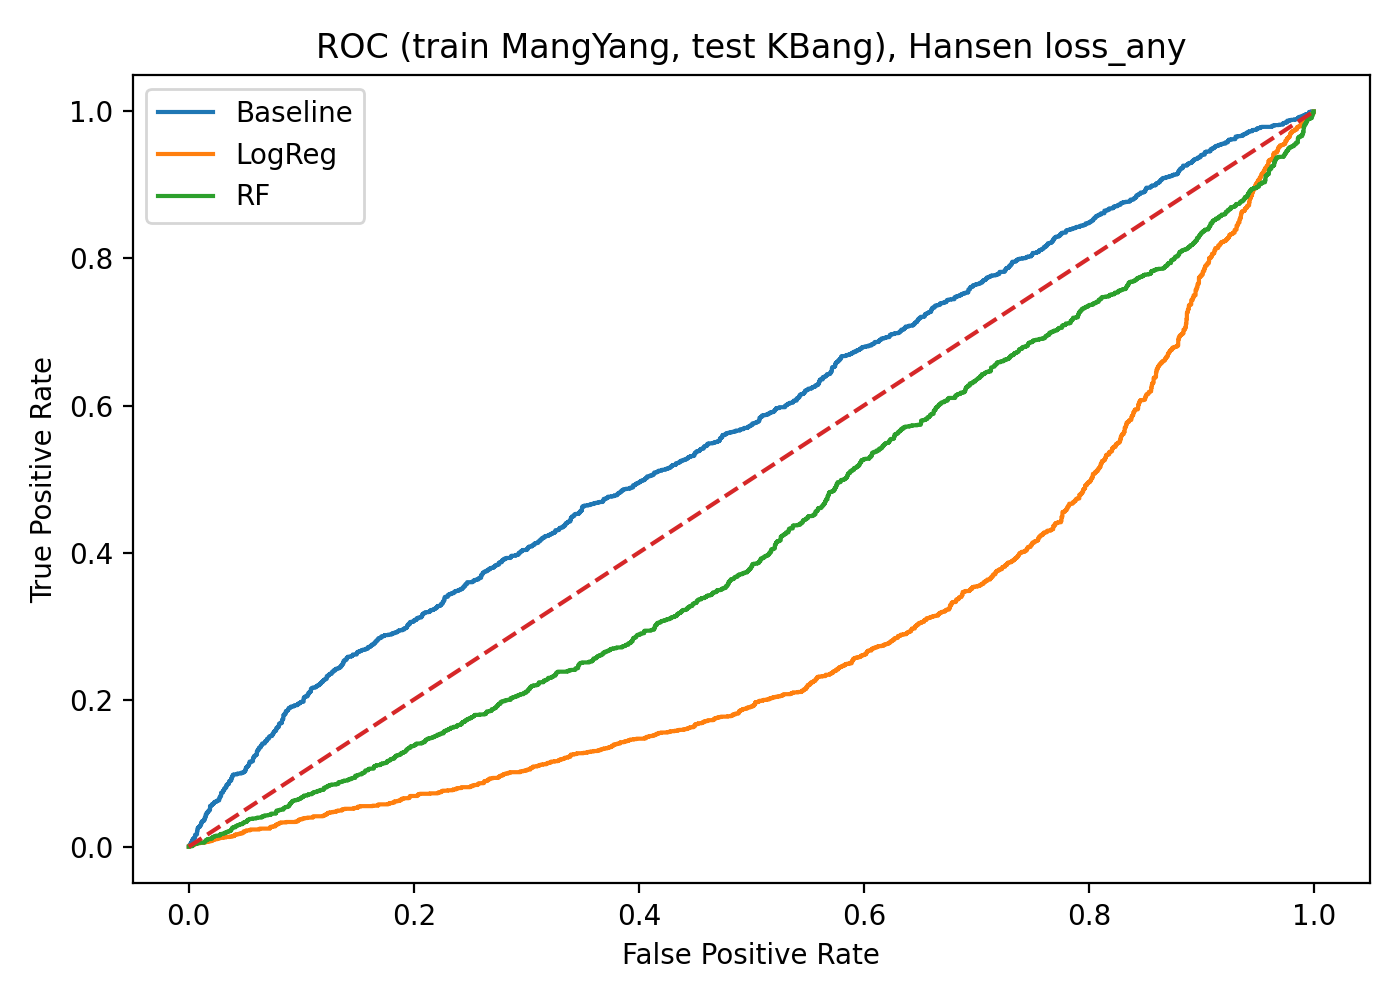 ROC (train MangYang, test KBang), Hansen loss_any
Baseline
LogReg
RF
1.0
0.8
0.6
0.4
0.2
0.0
True Positive Rate
0.0 0.2 0.4 0.6 0.8 1.0
False Positive Rate